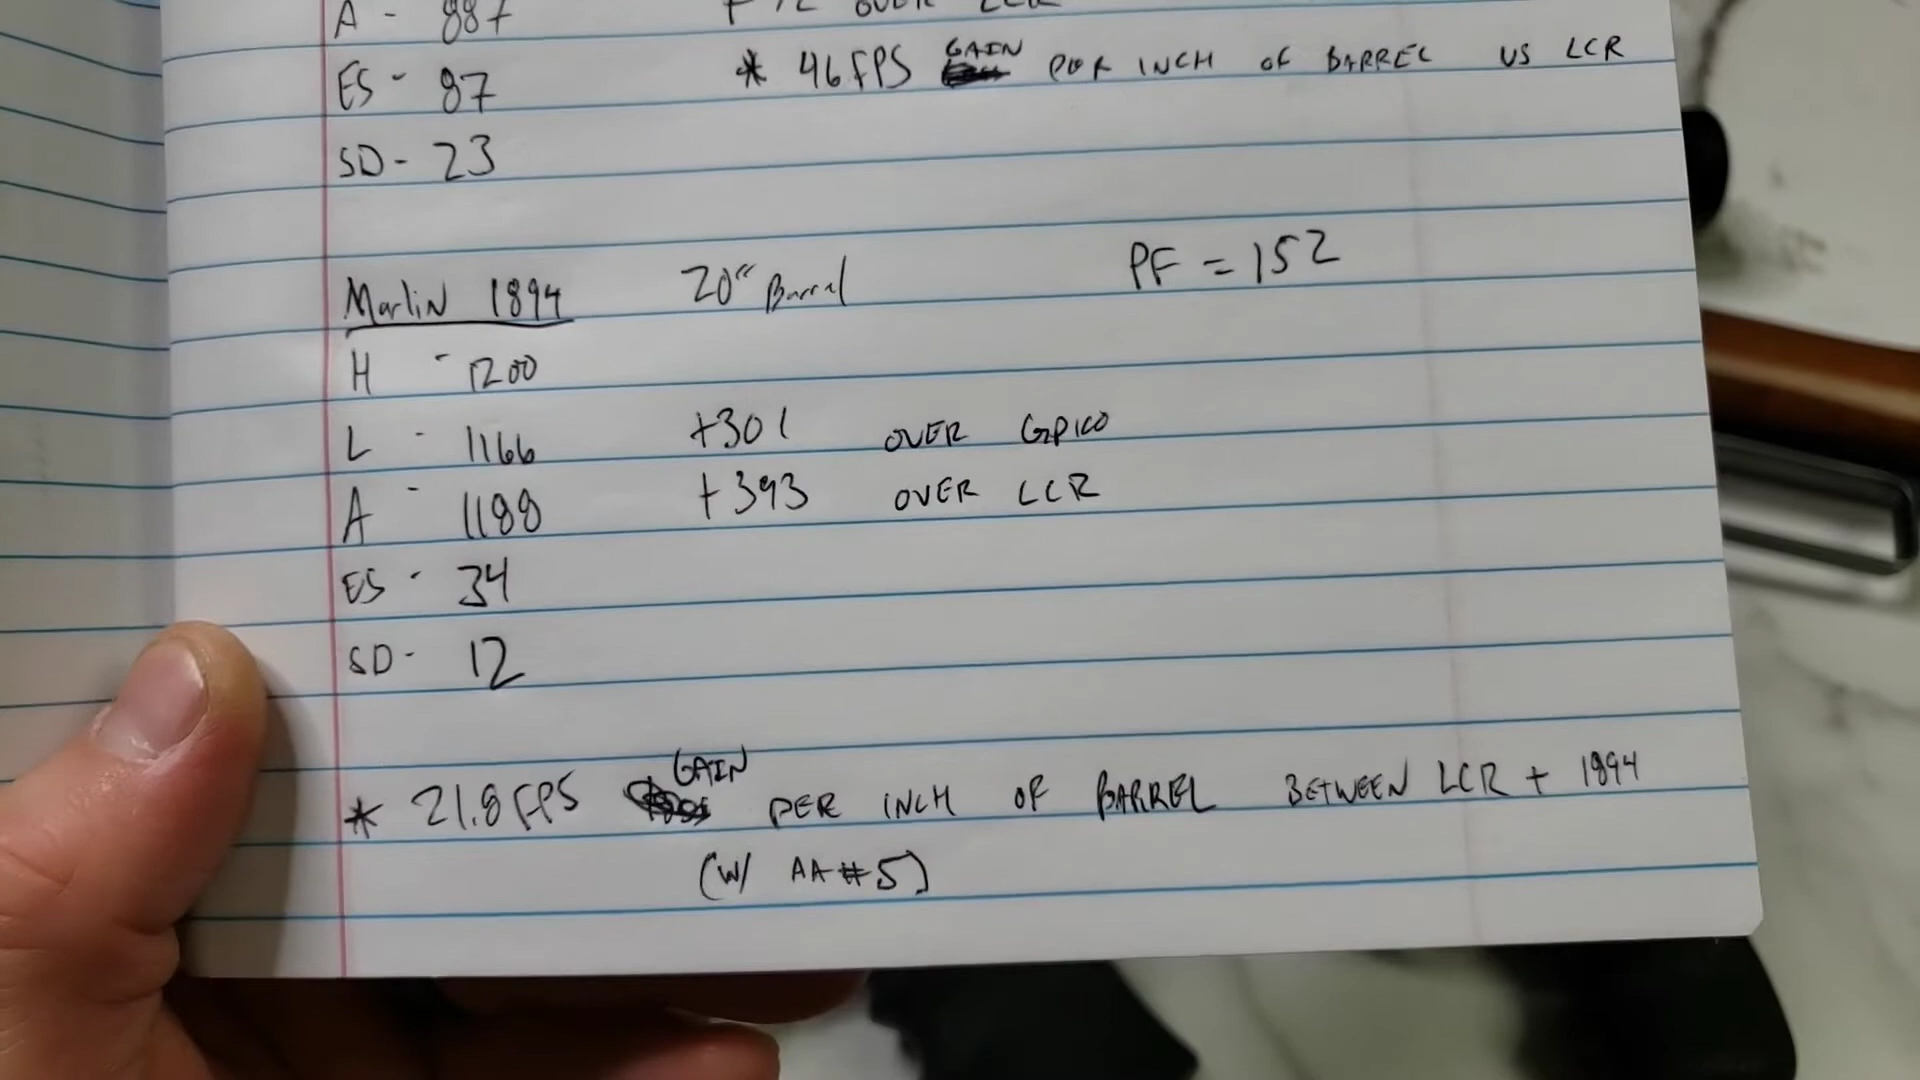 A - 887
OVER LCR
ES - 87
* 46 FPS GAIN PER INCH OF BARREL VS LCR
SD - 23
Marlin 1894 20" Barrel PF = 152
H - 1200
L - 1166 +301 OVER GP100
A - 1188 +393 OVER LCR
ES - 34
SD - 12
* 21.8 FPS GAIN PER INCH OF BARREL BETWEEN LCR + 1894
(W/ AA #5)